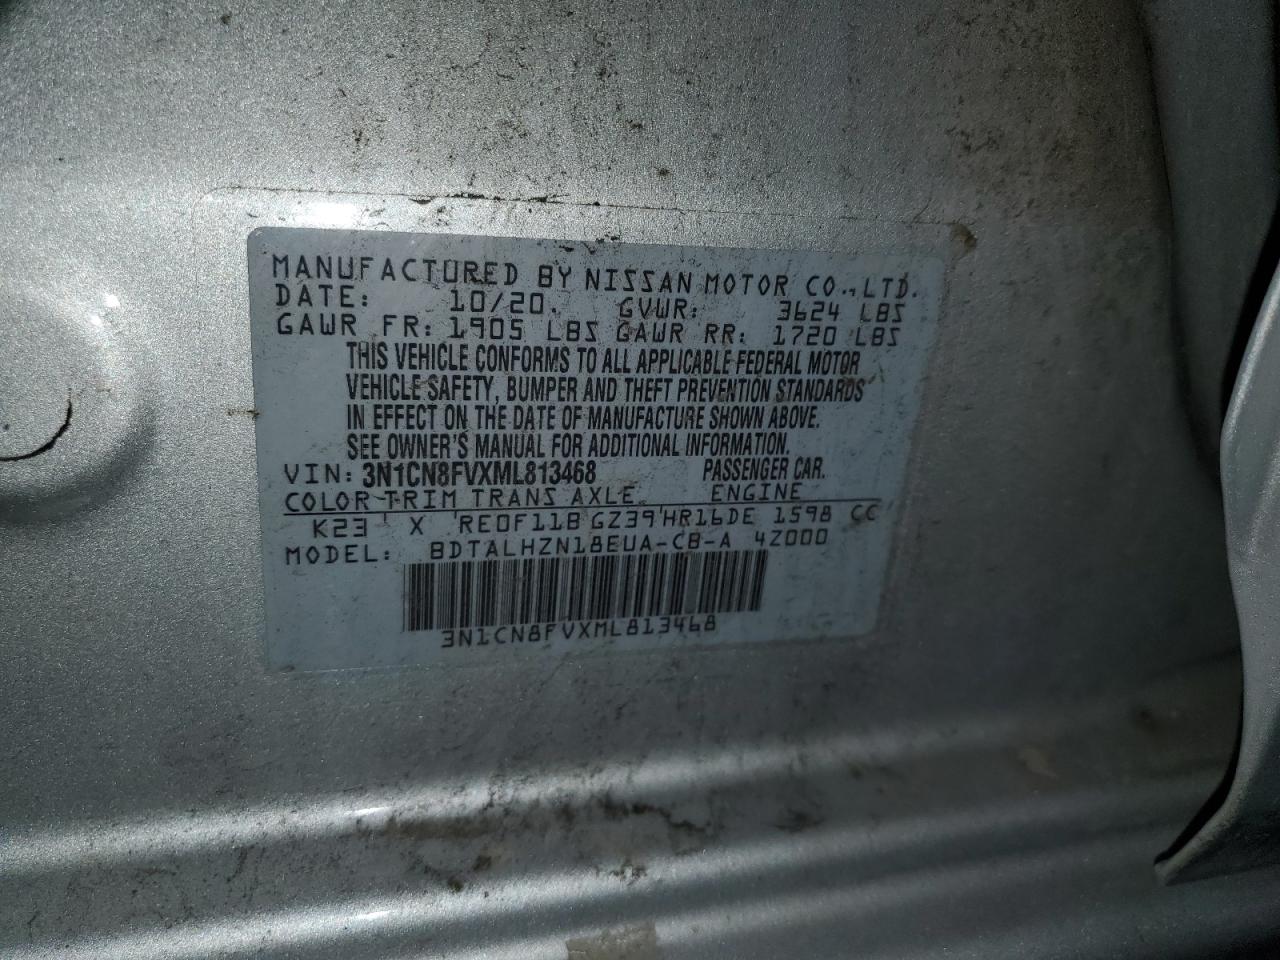 MANUFACTURED BY NISSAN MOTOR CO., LTD.
DATE: 10/20. GVWR: 3624 LBS
GAWR FR: 1905 LBS GAWR RR: 1720 LBS
THIS VEHICLE CONFORMS TO ALL APPLICABLE FEDERAL MOTOR
VEHICLE SAFETY, BUMPER AND THEFT PREVENTION STANDARDS
IN EFFECT ON THE DATE OF MANUFACTURE SHOWN ABOVE.
SEE OWNER'S MANUAL FOR ADDITIONAL INFORMATION.
VIN: 3N1CN8FVXML813468 PASSENGER CAR.
COLOR TRIM TRANS AXLE ENGINE
K23 X RE0F11B GZ39 HR16DE 1598 CC
MODEL: BDTALHZN18EUA-CB-A 4Z000
3N1CN8FVXML813468